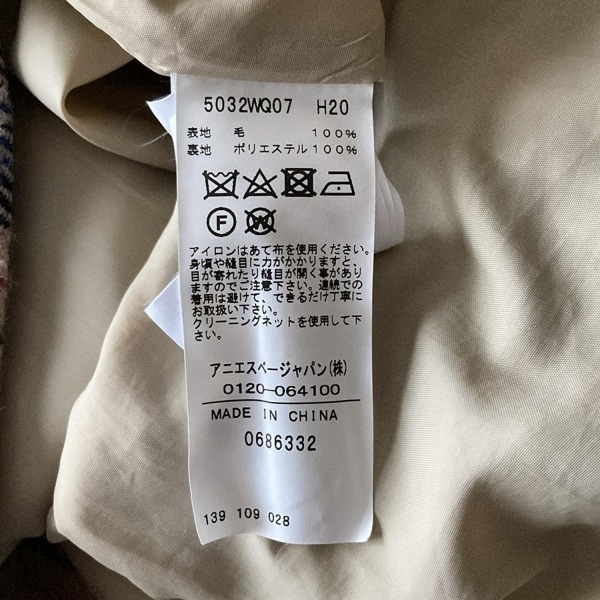 5032WQ07 H20
表地 毛 100%
裏地 ポリエステル100%
F W
アイロンはあて布を使用ください。
身頃や縫目に力がかかりますと、
目が寄れたり縫目が開く事があり
ますのでご注意下さい。連続での
着用は避けて、できるだけ丁寧に
お取扱い下さい。
クリーニングネットを使用して下
さい。
アニエスベージャパン(株)
0120-064100
MADE IN CHINA
0686332
139 109 028